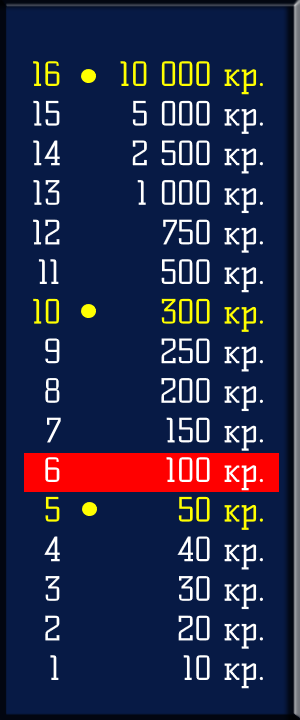 16 ● 10 000 кр.
15 5 000 кр.
14 2 500 кр.
13 1 000 кр.
12 750 кр.
11 500 кр.
10 ● 300 кр.
9 250 кр.
8 200 кр.
7 150 кр.
6 100 кр.
5 ● 50 кр.
4 40 кр.
3 30 кр.
2 20 кр.
1 10 кр.